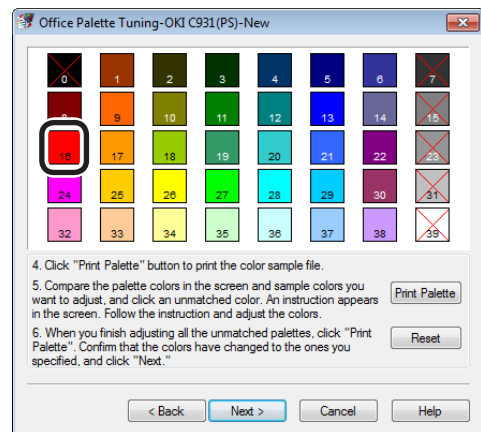 Office Palette Tuning-OKI C931(PS)-New
0 1 2 3 4 5 6 7
8 9 10 11 12 13 14 15
16 17 18 19 20 21 22 23
24 25 26 27 28 29 30 31
32 33 34 35 36 37 38 39
4. Click "Print Palette" button to print the color sample file.
5. Compare the palette colors in the screen and sample colors you
want to adjust, and click an unmatched color. An instruction appears
in the screen. Follow the instruction and adjust the colors.
Print Palette
6. When you finish adjusting all the unmatched palettes, click "Print
Palette". Confirm that the colors have changed to the ones you
specified, and click "Next."
Reset
< Back Next > Cancel Help